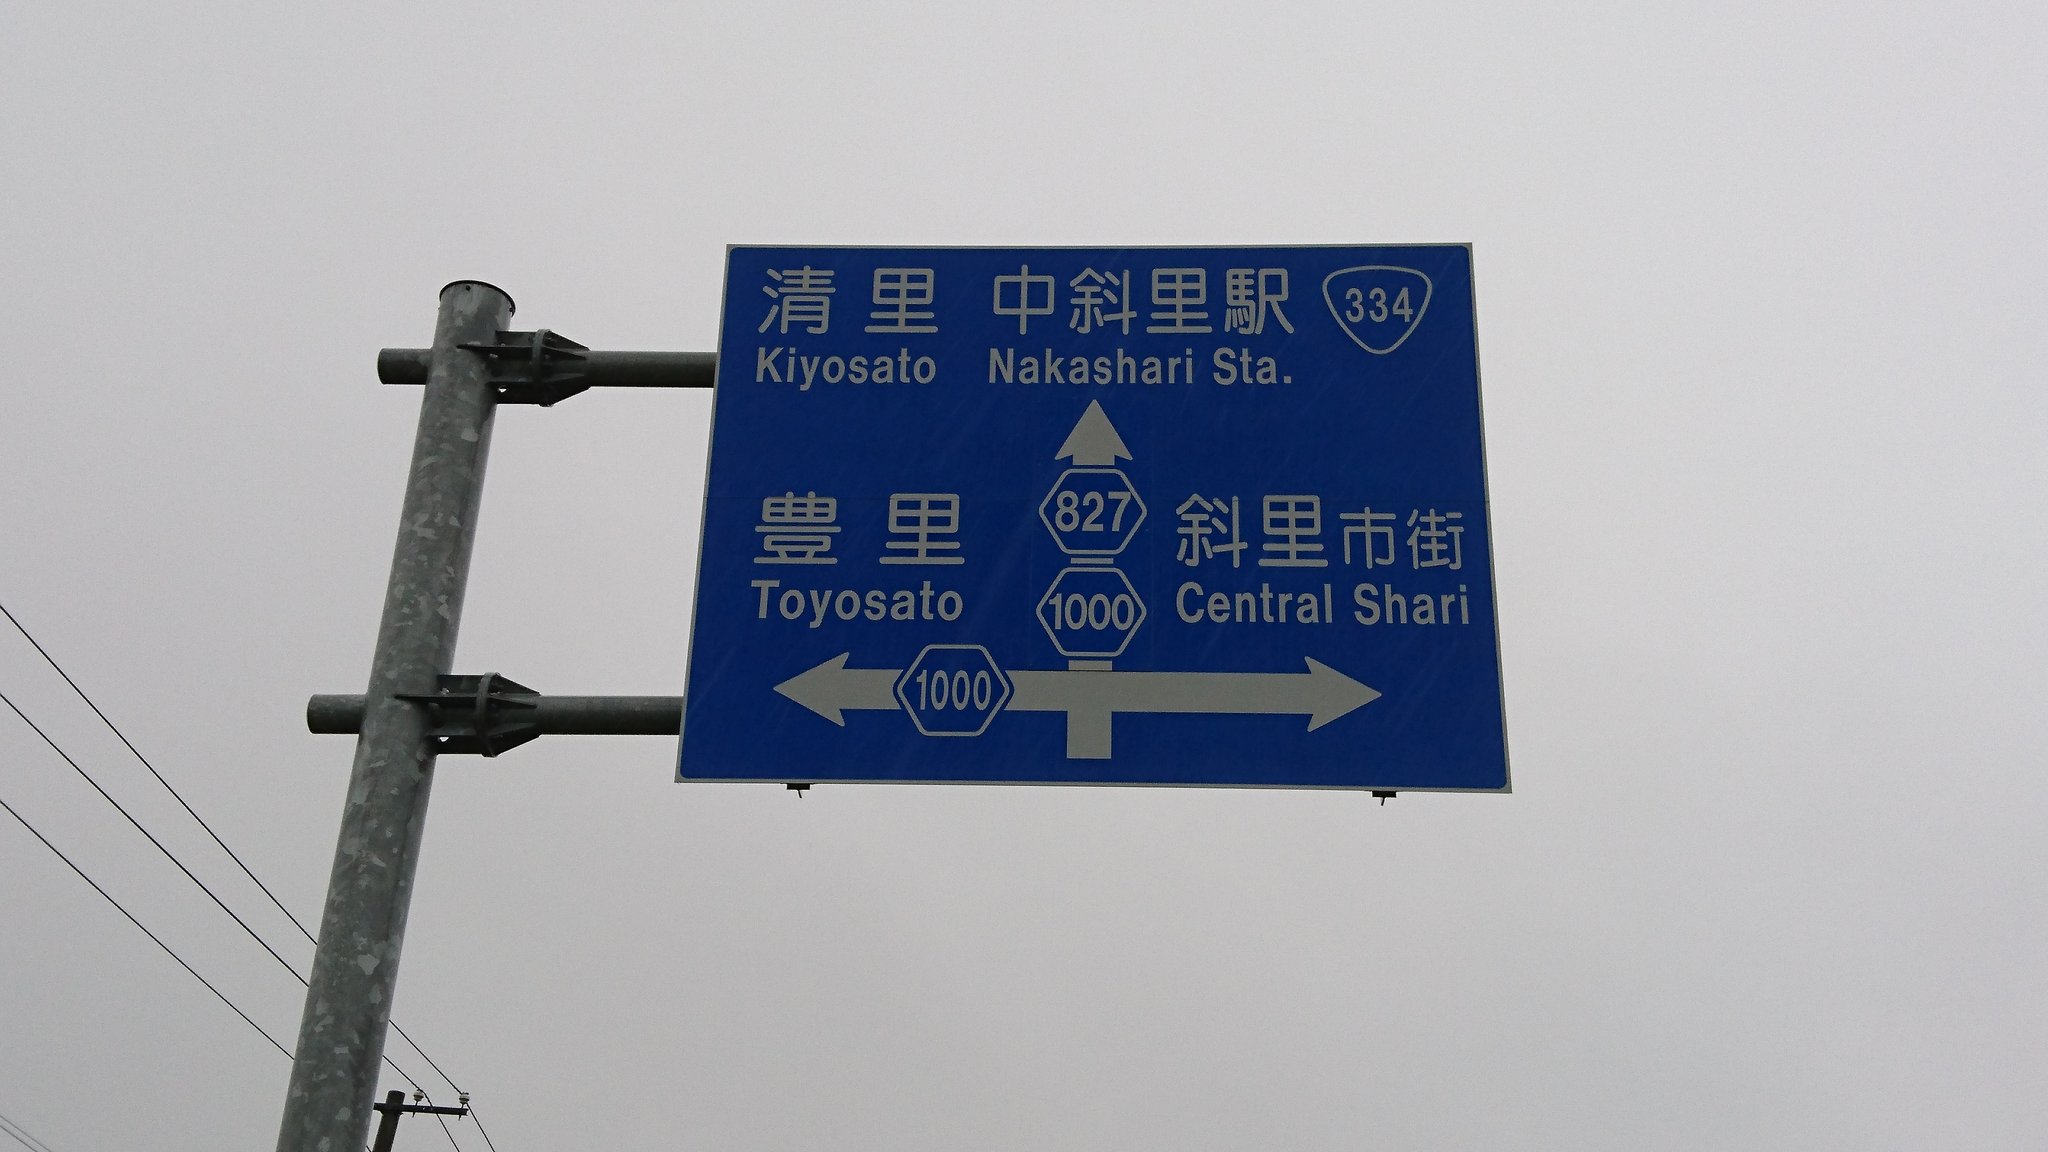 清里 中斜里駅 334
Kiyosato Nakashari Sta.
827
豊里 斜里市街
1000
Toyosato Central Shari
1000